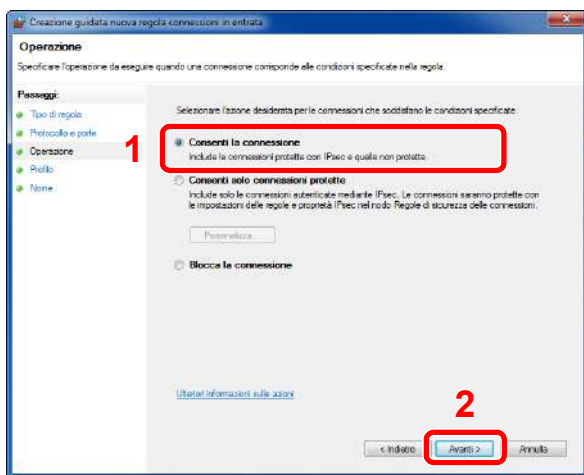 Creazione guidata nuova regola connessioni in entrata
Operazione
Specificare l'operazione da eseguire quando una connessione corrisponde alle condizioni specificate nella regola.
Passaggi:
Tipo di regola
Protocollo e porte
Operazione
Profilo
Nome
Selezionare l'azione desiderata per le connessioni che soddisfano le condizioni specificate.
1
Consenti la connessione
Include le connessioni protette con IPsec e quelle non protette.
Consenti solo connessioni protette
Include solo le connessioni autenticate mediante IPsec. Le connessioni saranno protette con
le impostazioni delle regole e proprietà IPsec nel nodo Regole di sicurezza delle connessioni.
Personalizza...
Blocca la connessione
Ulteriori informazioni sulle azioni
2
< Indietro
Avanti >
Annulla